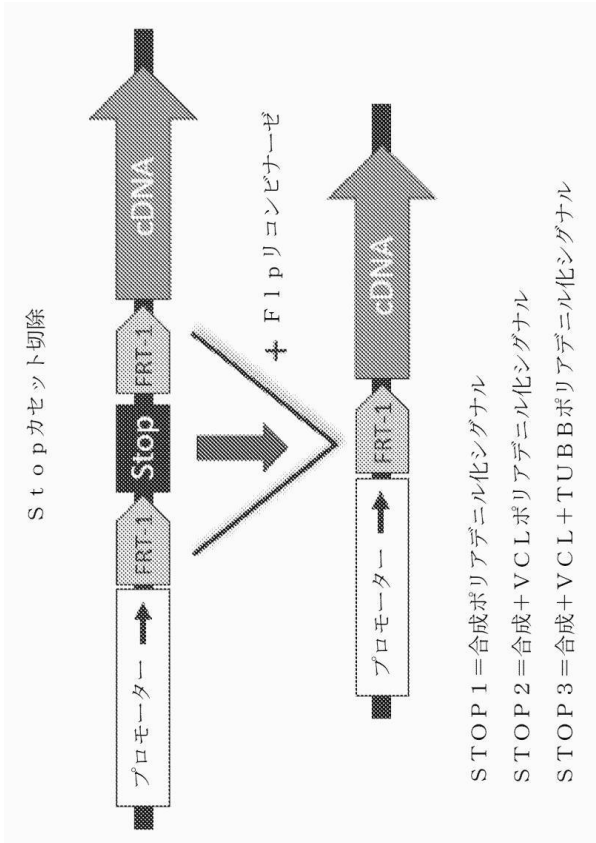 Ｓｔｏｐカセット切除
プロモーター
FRT-1
Stop
FRT-1
cDNA
＋ Ｆｌｐリコンビナーゼ
プロモーター
FRT-1
cDNA
ＳＴＯＰ１＝合成ポリアデニル化シグナル
ＳＴＯＰ２＝合成＋ＶＣＬポリアデニル化シグナル
ＳＴＯＰ３＝合成＋ＶＣＬ＋ＴＵＢＢポリアデニル化シグナル